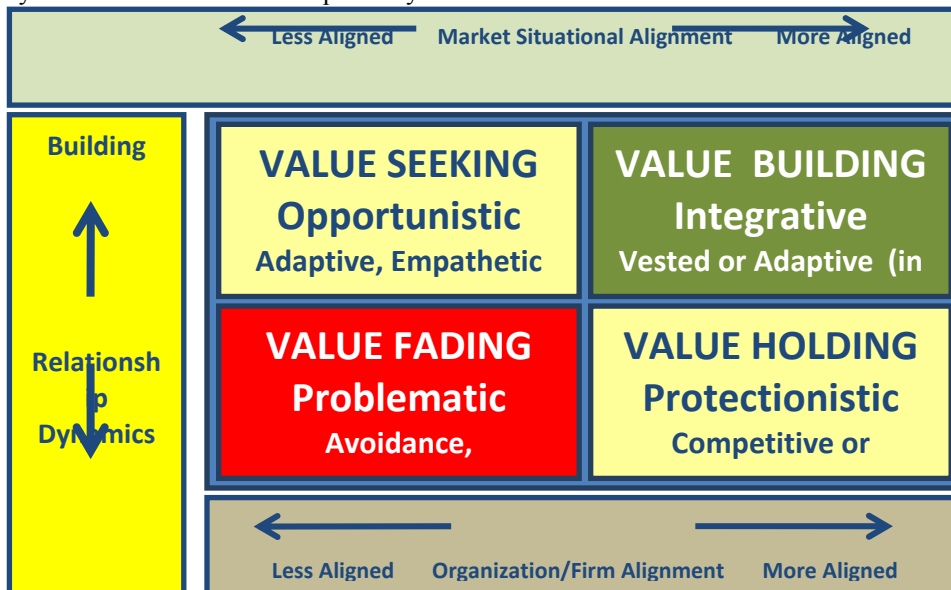 Less Aligned Market Situational Alignment More Aligned
Building
Relationsh
ip
Dynamics
VALUE SEEKING
Opportunistic
Adaptive, Empathetic
VALUE BUILDING
Integrative
Vested or Adaptive (in
VALUE FADING
Problematic
Avoidance,
VALUE HOLDING
Protectionistic
Competitive or
Less Aligned Organization/Firm Alignment More Aligned